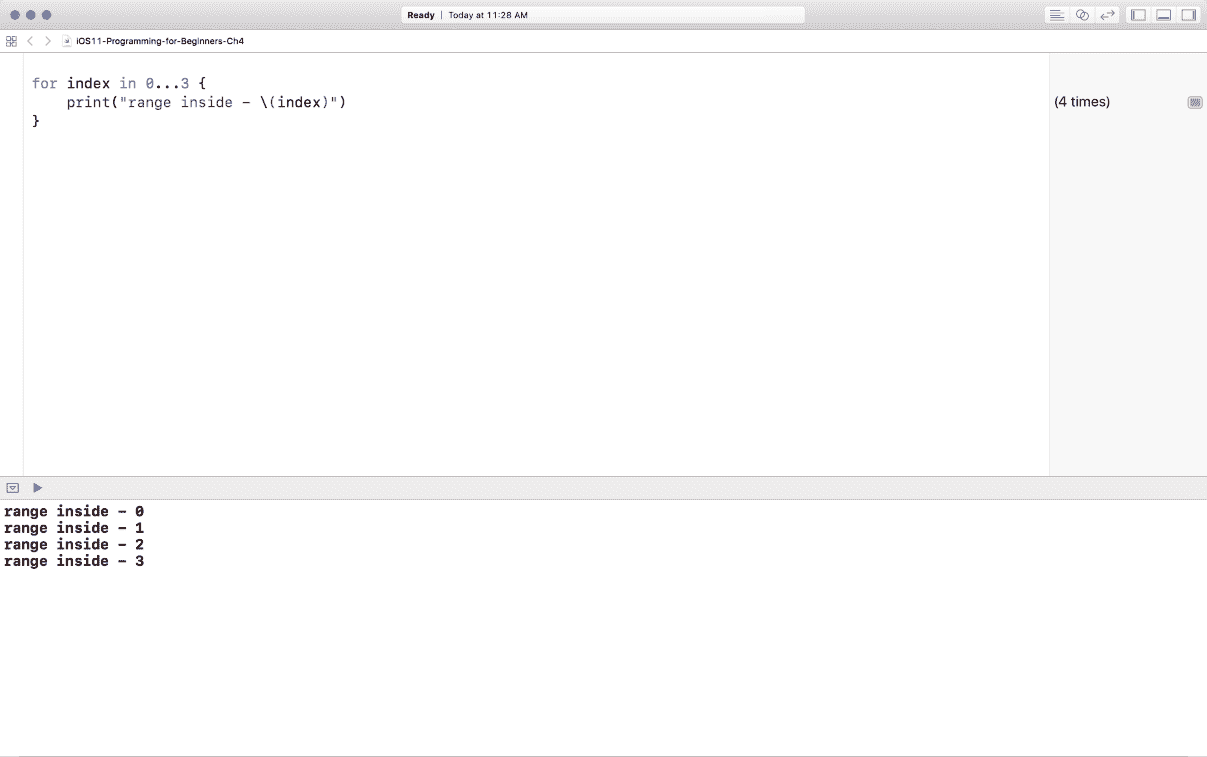 Ready | Today at 11:28 AM
iOS11-Programming-for-Beginners-Ch4
for index in 0...3 {
    print("range inside - \(index)")
(4 times)
}
range inside - 0
range inside - 1
range inside - 2
range inside - 3